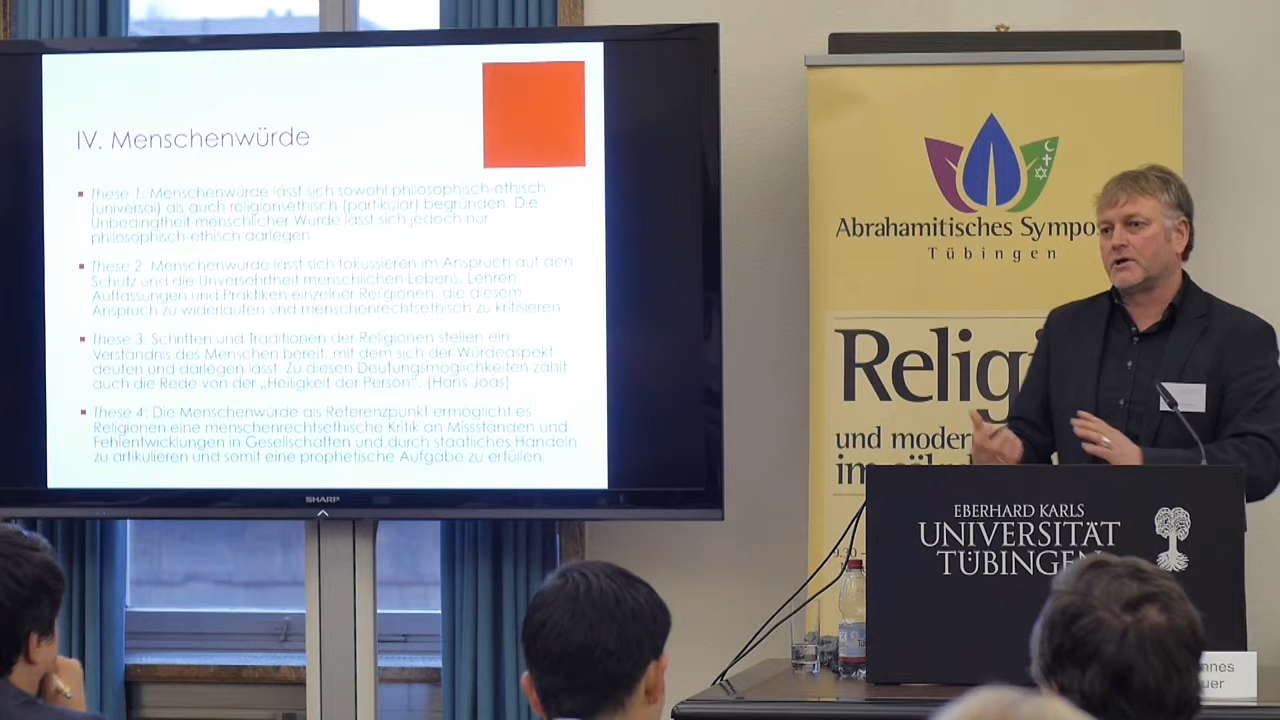 IV. Menschenwürde
These 1: Menschenwürde lässt sich sowohl philosophisch-ethisch
(universal) als auch religionsethisch (partikular) begründen. Die
Unbedingtheit menschlicher Würde lässt sich jedoch nur
philosophisch-ethisch darlegen
These 2: Menschenwürde lässt sich fokussieren im Anspruch auf den
Schutz und die Unversehrtheit menschlichen Lebens. Lehren,
Auffassungen und Praktiken einzelner Religionen, die diesem
Anspruch zu widerlaufen sind menschenrechtsethisch zu kritisieren
These 3: Schriften und Traditionen der Religionen stellen ein
Verständnis des Menschen bereit, mit dem sich der Würdeaspekt
deuten und darlegen lässt. Zu diesen Deutungsmöglichkeiten zählt
auch die Rede von der „Heiligkeit der Person“. (Hans Joas)
These 4: Die Menschenwürde als Referenzpunkt ermöglicht es
Religionen eine menschenrechtsethische Kritik an Missständen und
Fehlentwicklungen in Gesellschaften und durch staatliches Handeln
zu artikulieren und somit eine prophetische Aufgabe zu erfüllen
SHARP
Abrahamitisches Sympo
Tübingen
Religi
und modern
im
9.30
EBERHARD KARLS
UNIVERSITÄT
TÜBINGEN
nnes
uer